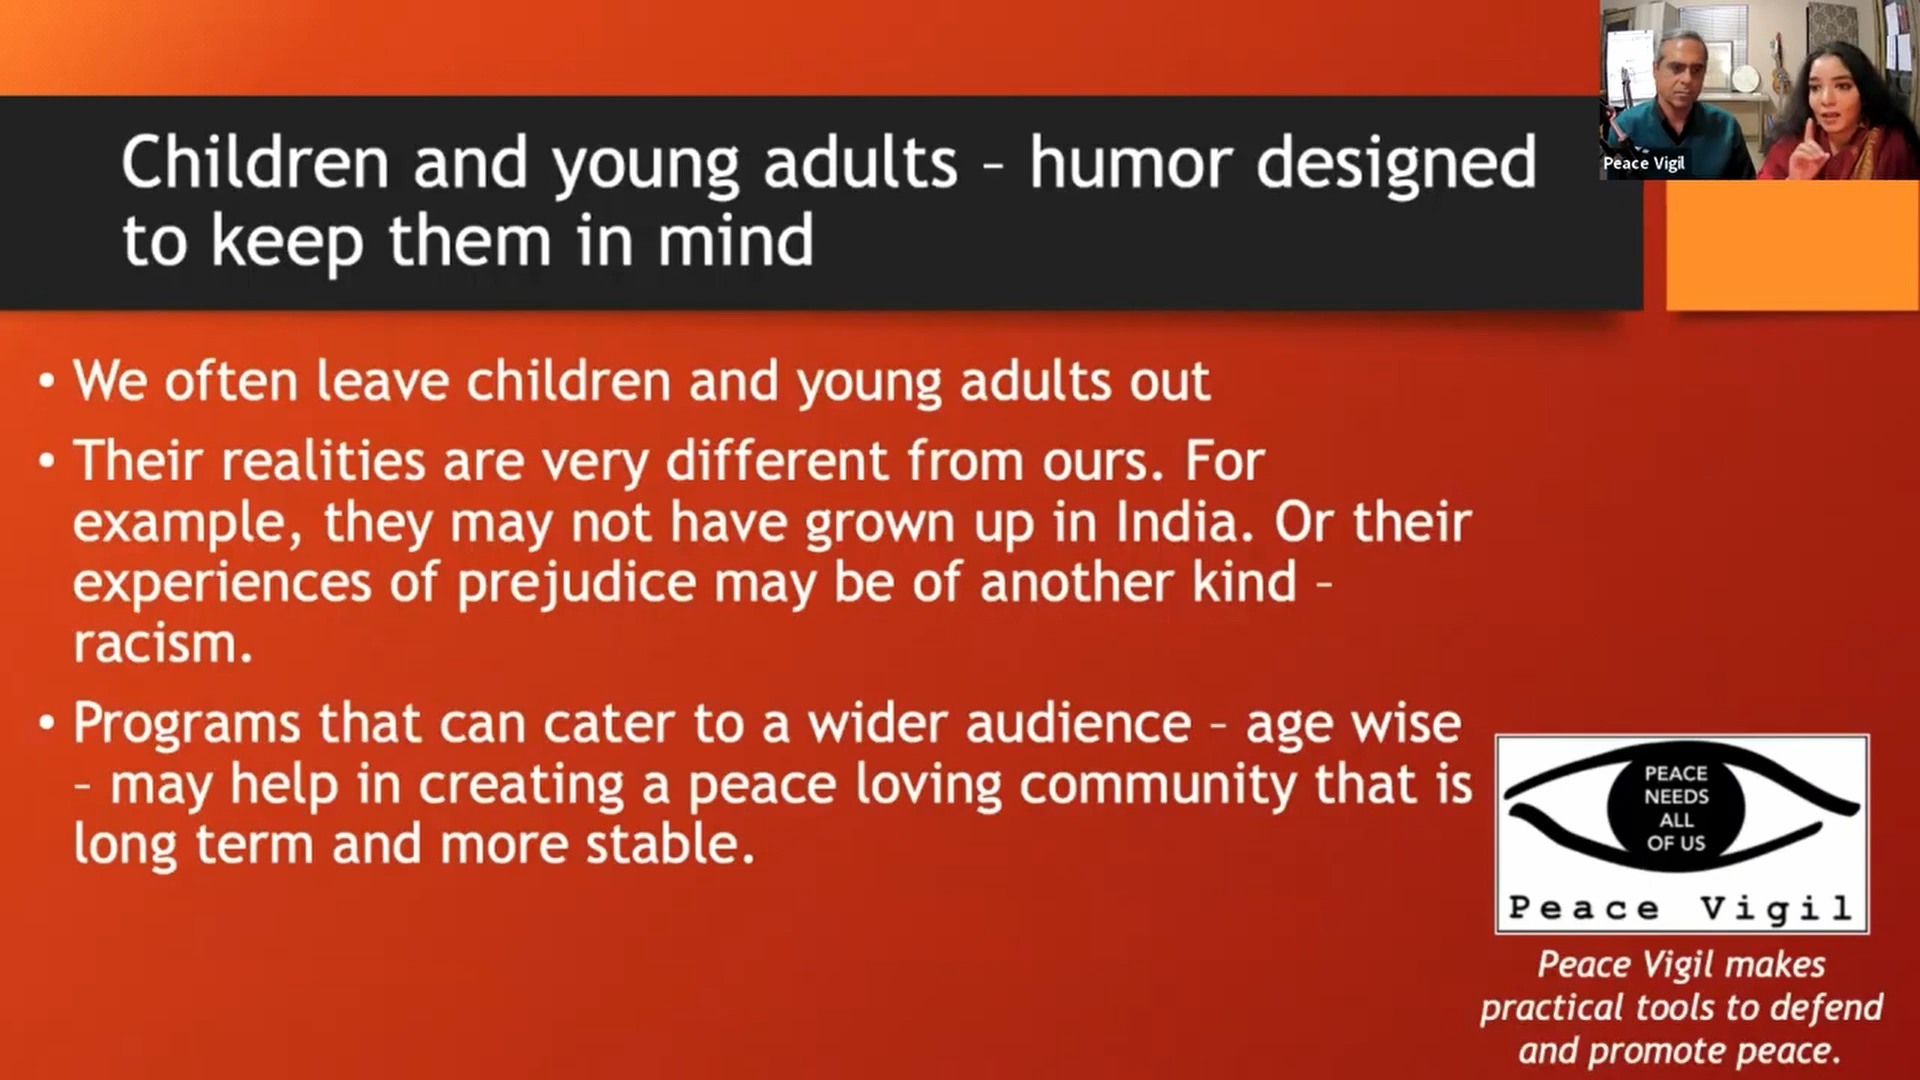 Children and young adults – humor designed
to keep them in mind
Peace Vigil
• We often leave children and young adults out
• Their realities are very different from ours. For
example, they may not have grown up in India. Or their
experiences of prejudice may be of another kind –
racism.
• Programs that can cater to a wider audience – age wise
– may help in creating a peace loving community that is
long term and more stable.
PEACE
NEEDS
ALL
OF US
Peace Vigil
Peace Vigil makes
practical tools to defend
and promote peace.